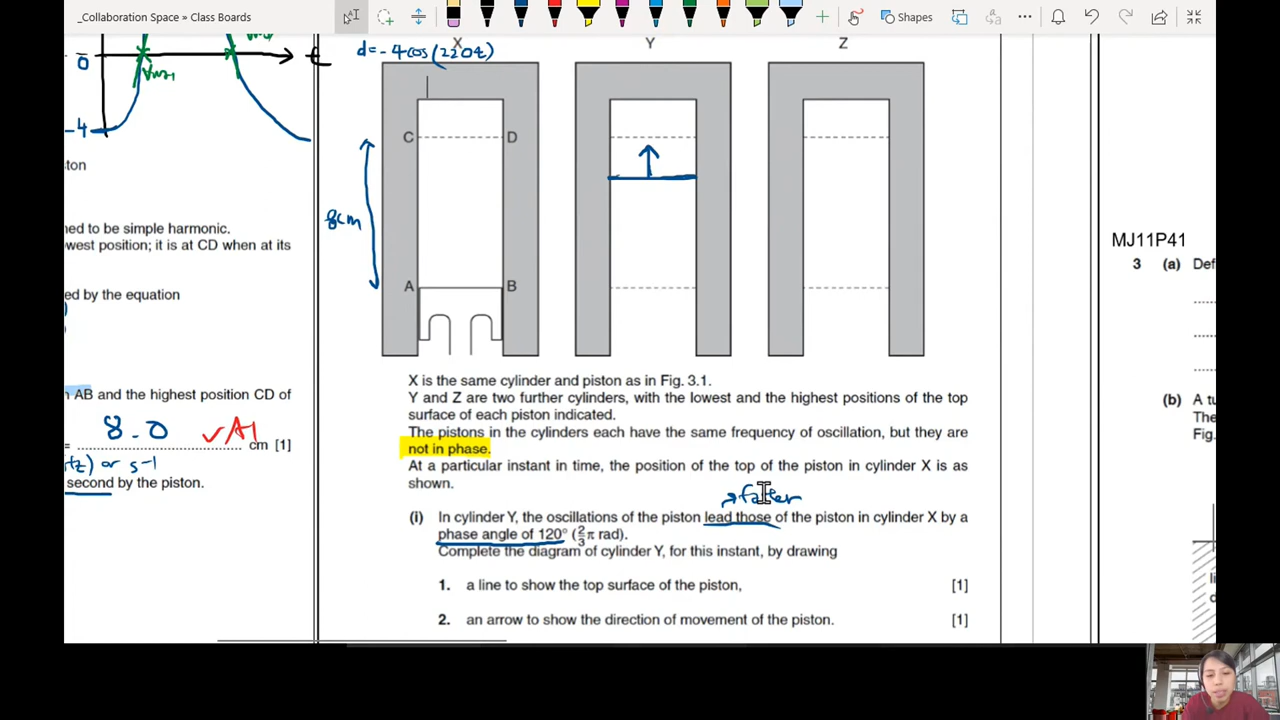 _Collaboration Space » Class Boards
Shapes
0
-4
t
Vmax
ton
ned to be simple harmonic.
west position; it is at CD when at its
ed by the equation
AB and the highest position CD of
= 8.0 cm [1]
✓A1
(Hz) or s-1
second by the piston.
d=-4cos(220t)
X
Y
Z
C
D
8cm
A
B
X is the same cylinder and piston as in Fig. 3.1.
Y and Z are two further cylinders, with the lowest and the highest positions of the top
surface of each piston indicated.
The pistons in the cylinders each have the same frequency of oscillation, but they are
not in phase.
At a particular instant in time, the position of the top of the piston in cylinder X is as
shown.
→faster
(i) In cylinder Y, the oscillations of the piston lead those of the piston in cylinder X by a
phase angle of 120° (2/3 π rad).
Complete the diagram of cylinder Y, for this instant, by drawing
1. a line to show the top surface of the piston, [1]
2. an arrow to show the direction of movement of the piston. [1]
MJ11P41
3 (a) Def
(b) A tu
The
Fig.